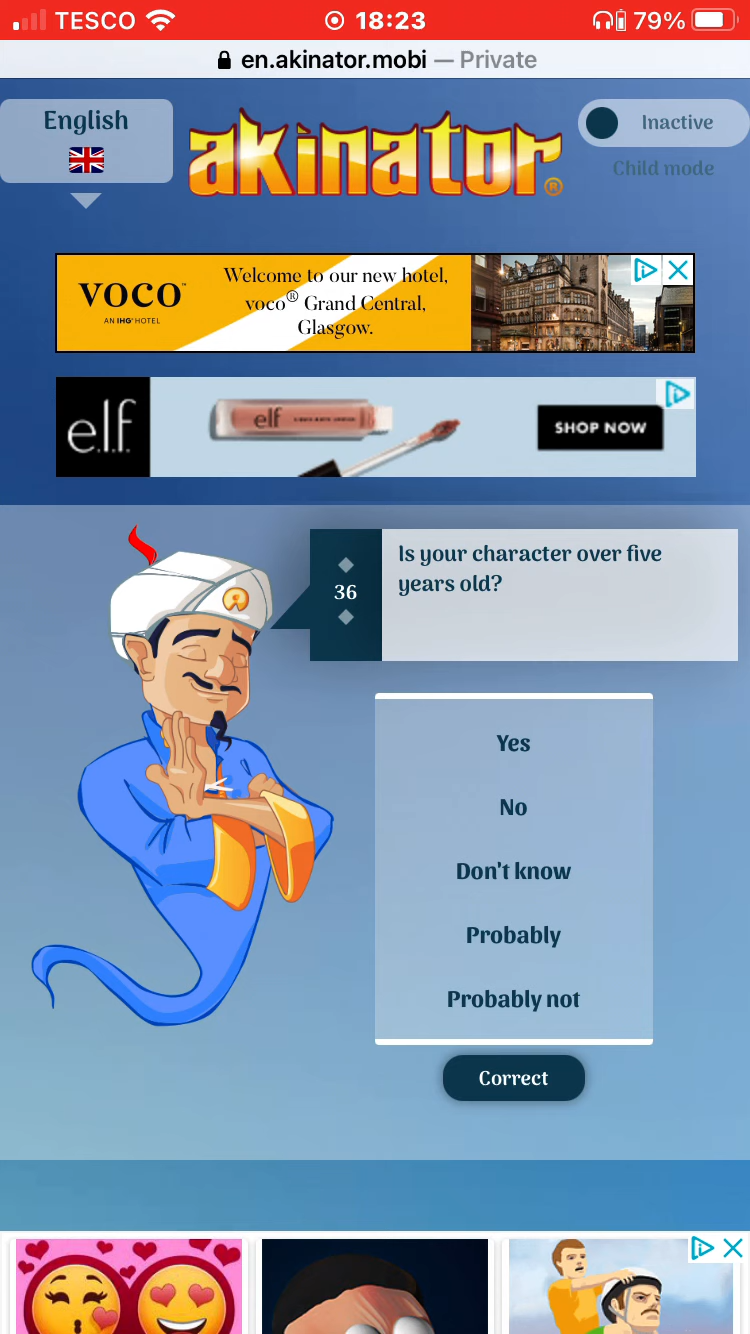 TESCO 18:23 79%
en.akinator.mobi — Private
English
akinator®
Inactive
Child mode
VOCO™
AN IHG® HOTEL
Welcome to our new hotel,
voco® Grand Central,
Glasgow.
e.l.f.
elf
SHOP NOW
36
Is your character over five
years old?
Yes
No
Don't know
Probably
Probably not
Correct